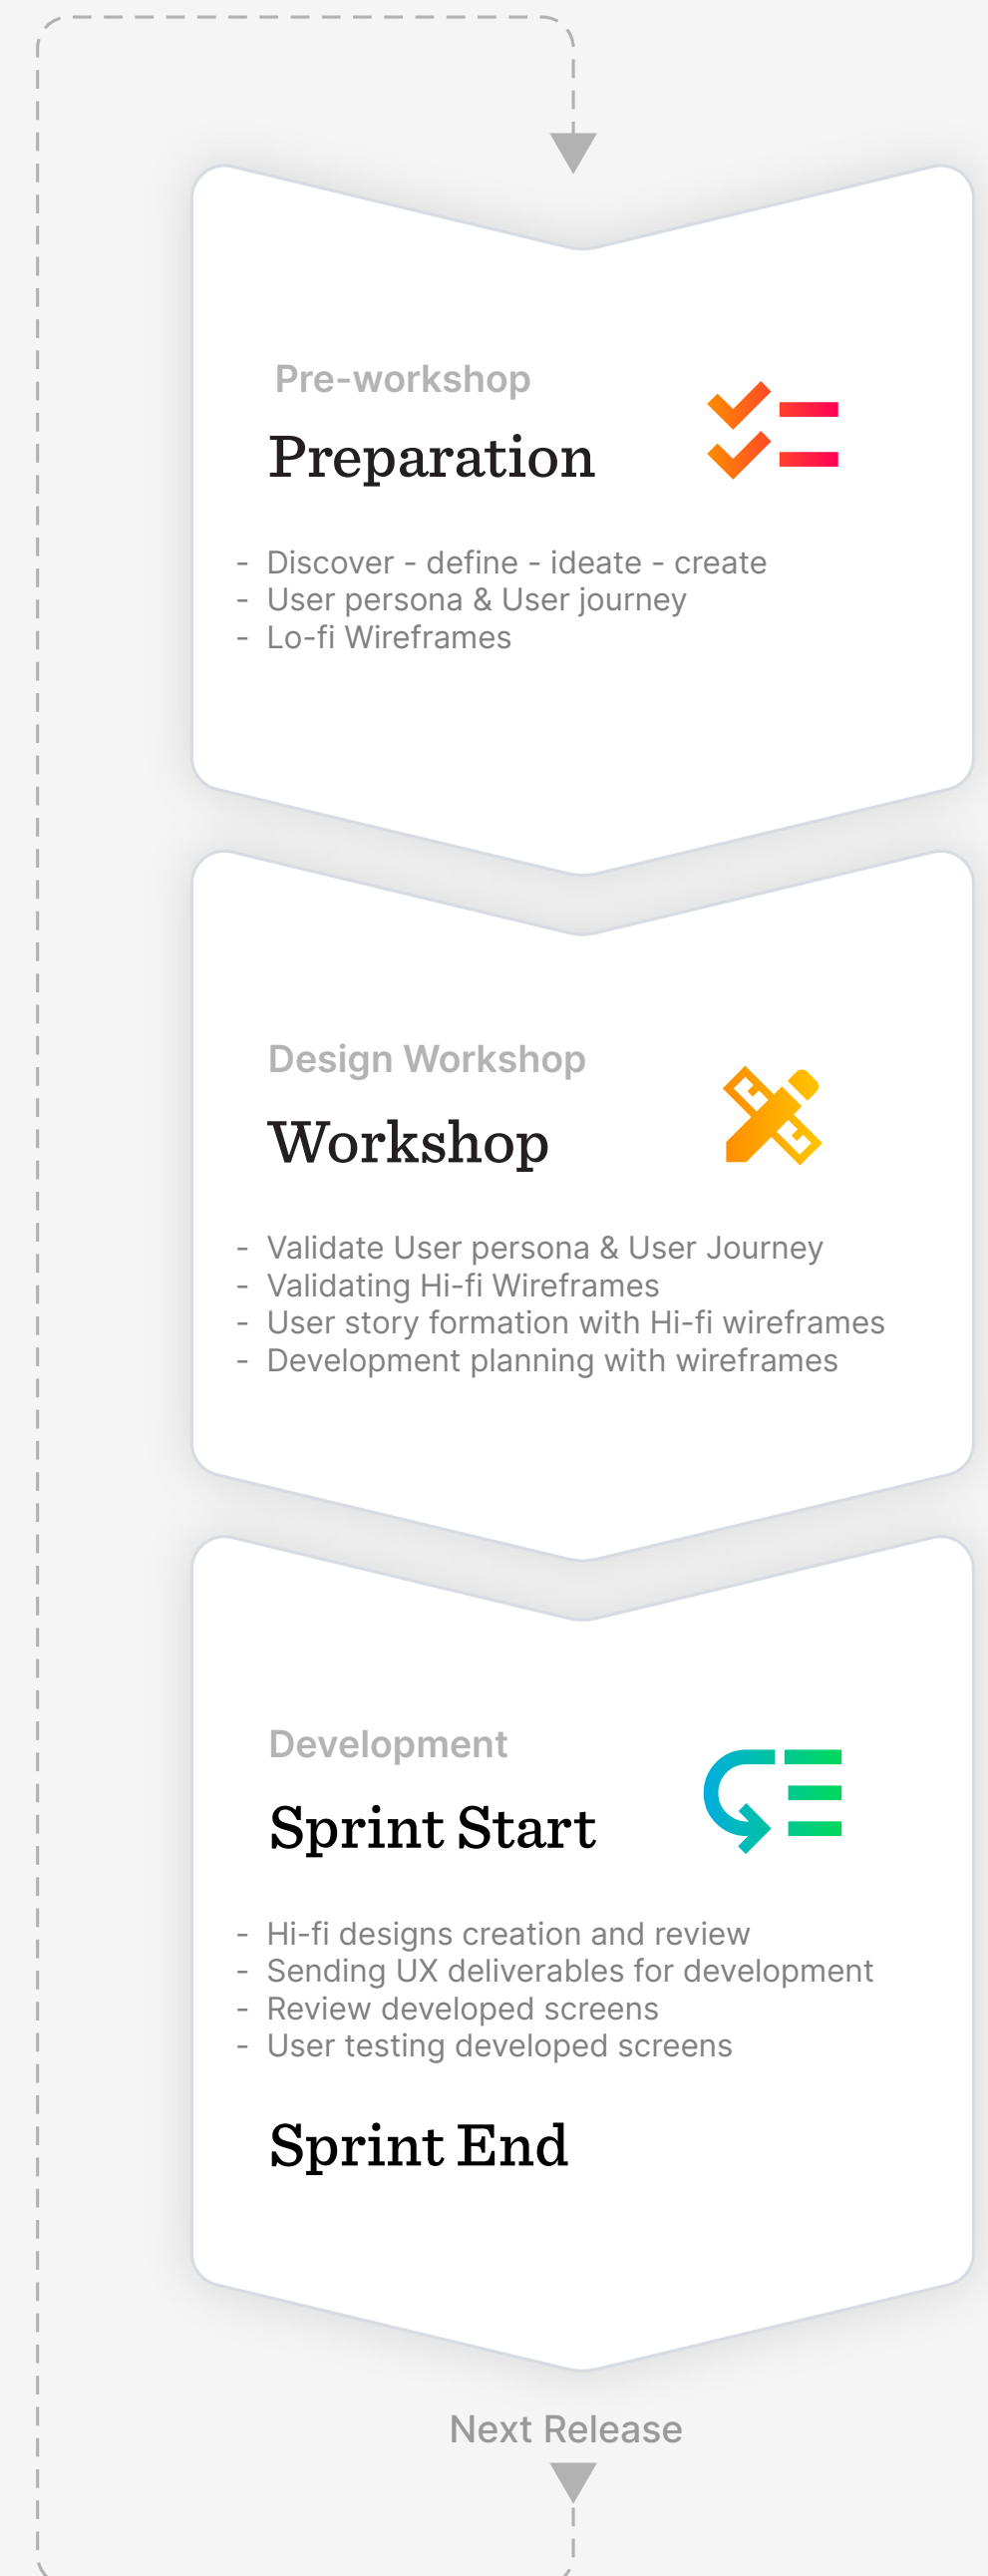 Pre-workshop
Preparation
- Discover - define - ideate - create
- User persona & User journey
- Lo-fi Wireframes
Design Workshop
Workshop
- Validate User persona & User Journey
- Validating Hi-fi Wireframes
- User story formation with Hi-fi wireframes
- Development planning with wireframes
Development
Sprint Start
- Hi-fi designs creation and review
- Sending UX deliverables for development
- Review developed screens
- User testing developed screens
Sprint End
Next Release